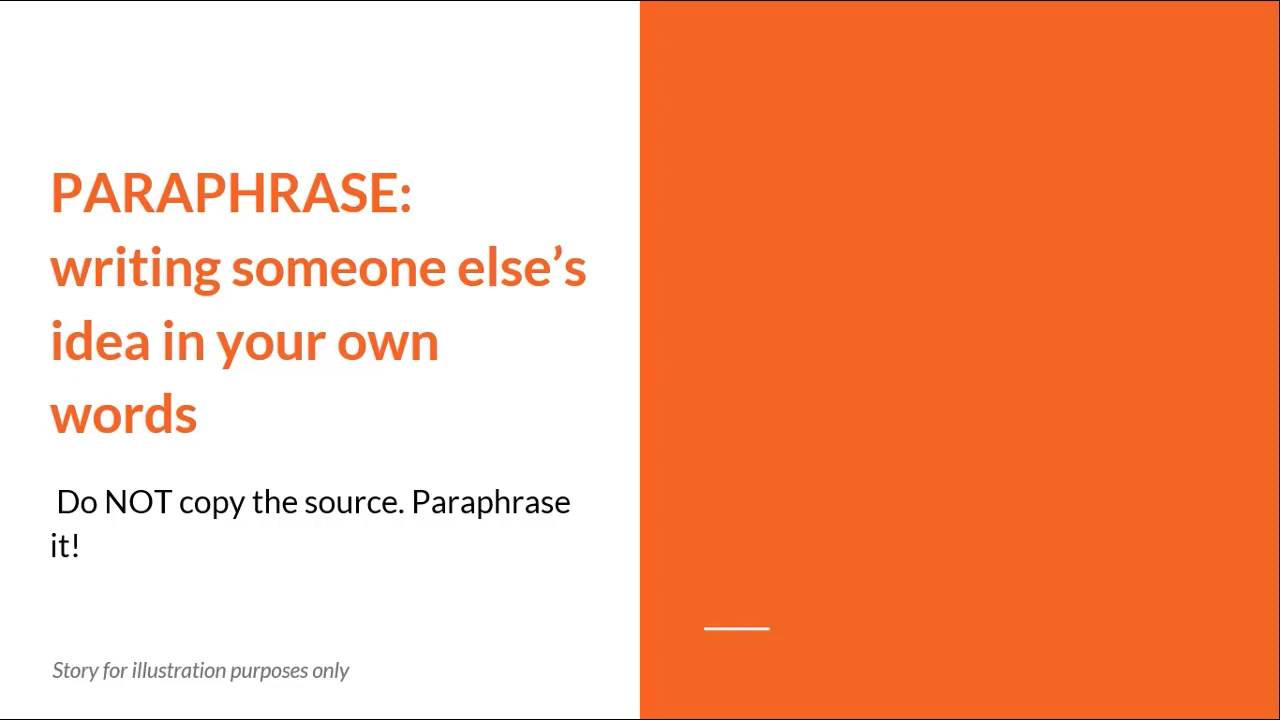 PARAPHRASE:
writing someone else’s
idea in your own
words
Do NOT copy the source. Paraphrase
it!
Story for illustration purposes only